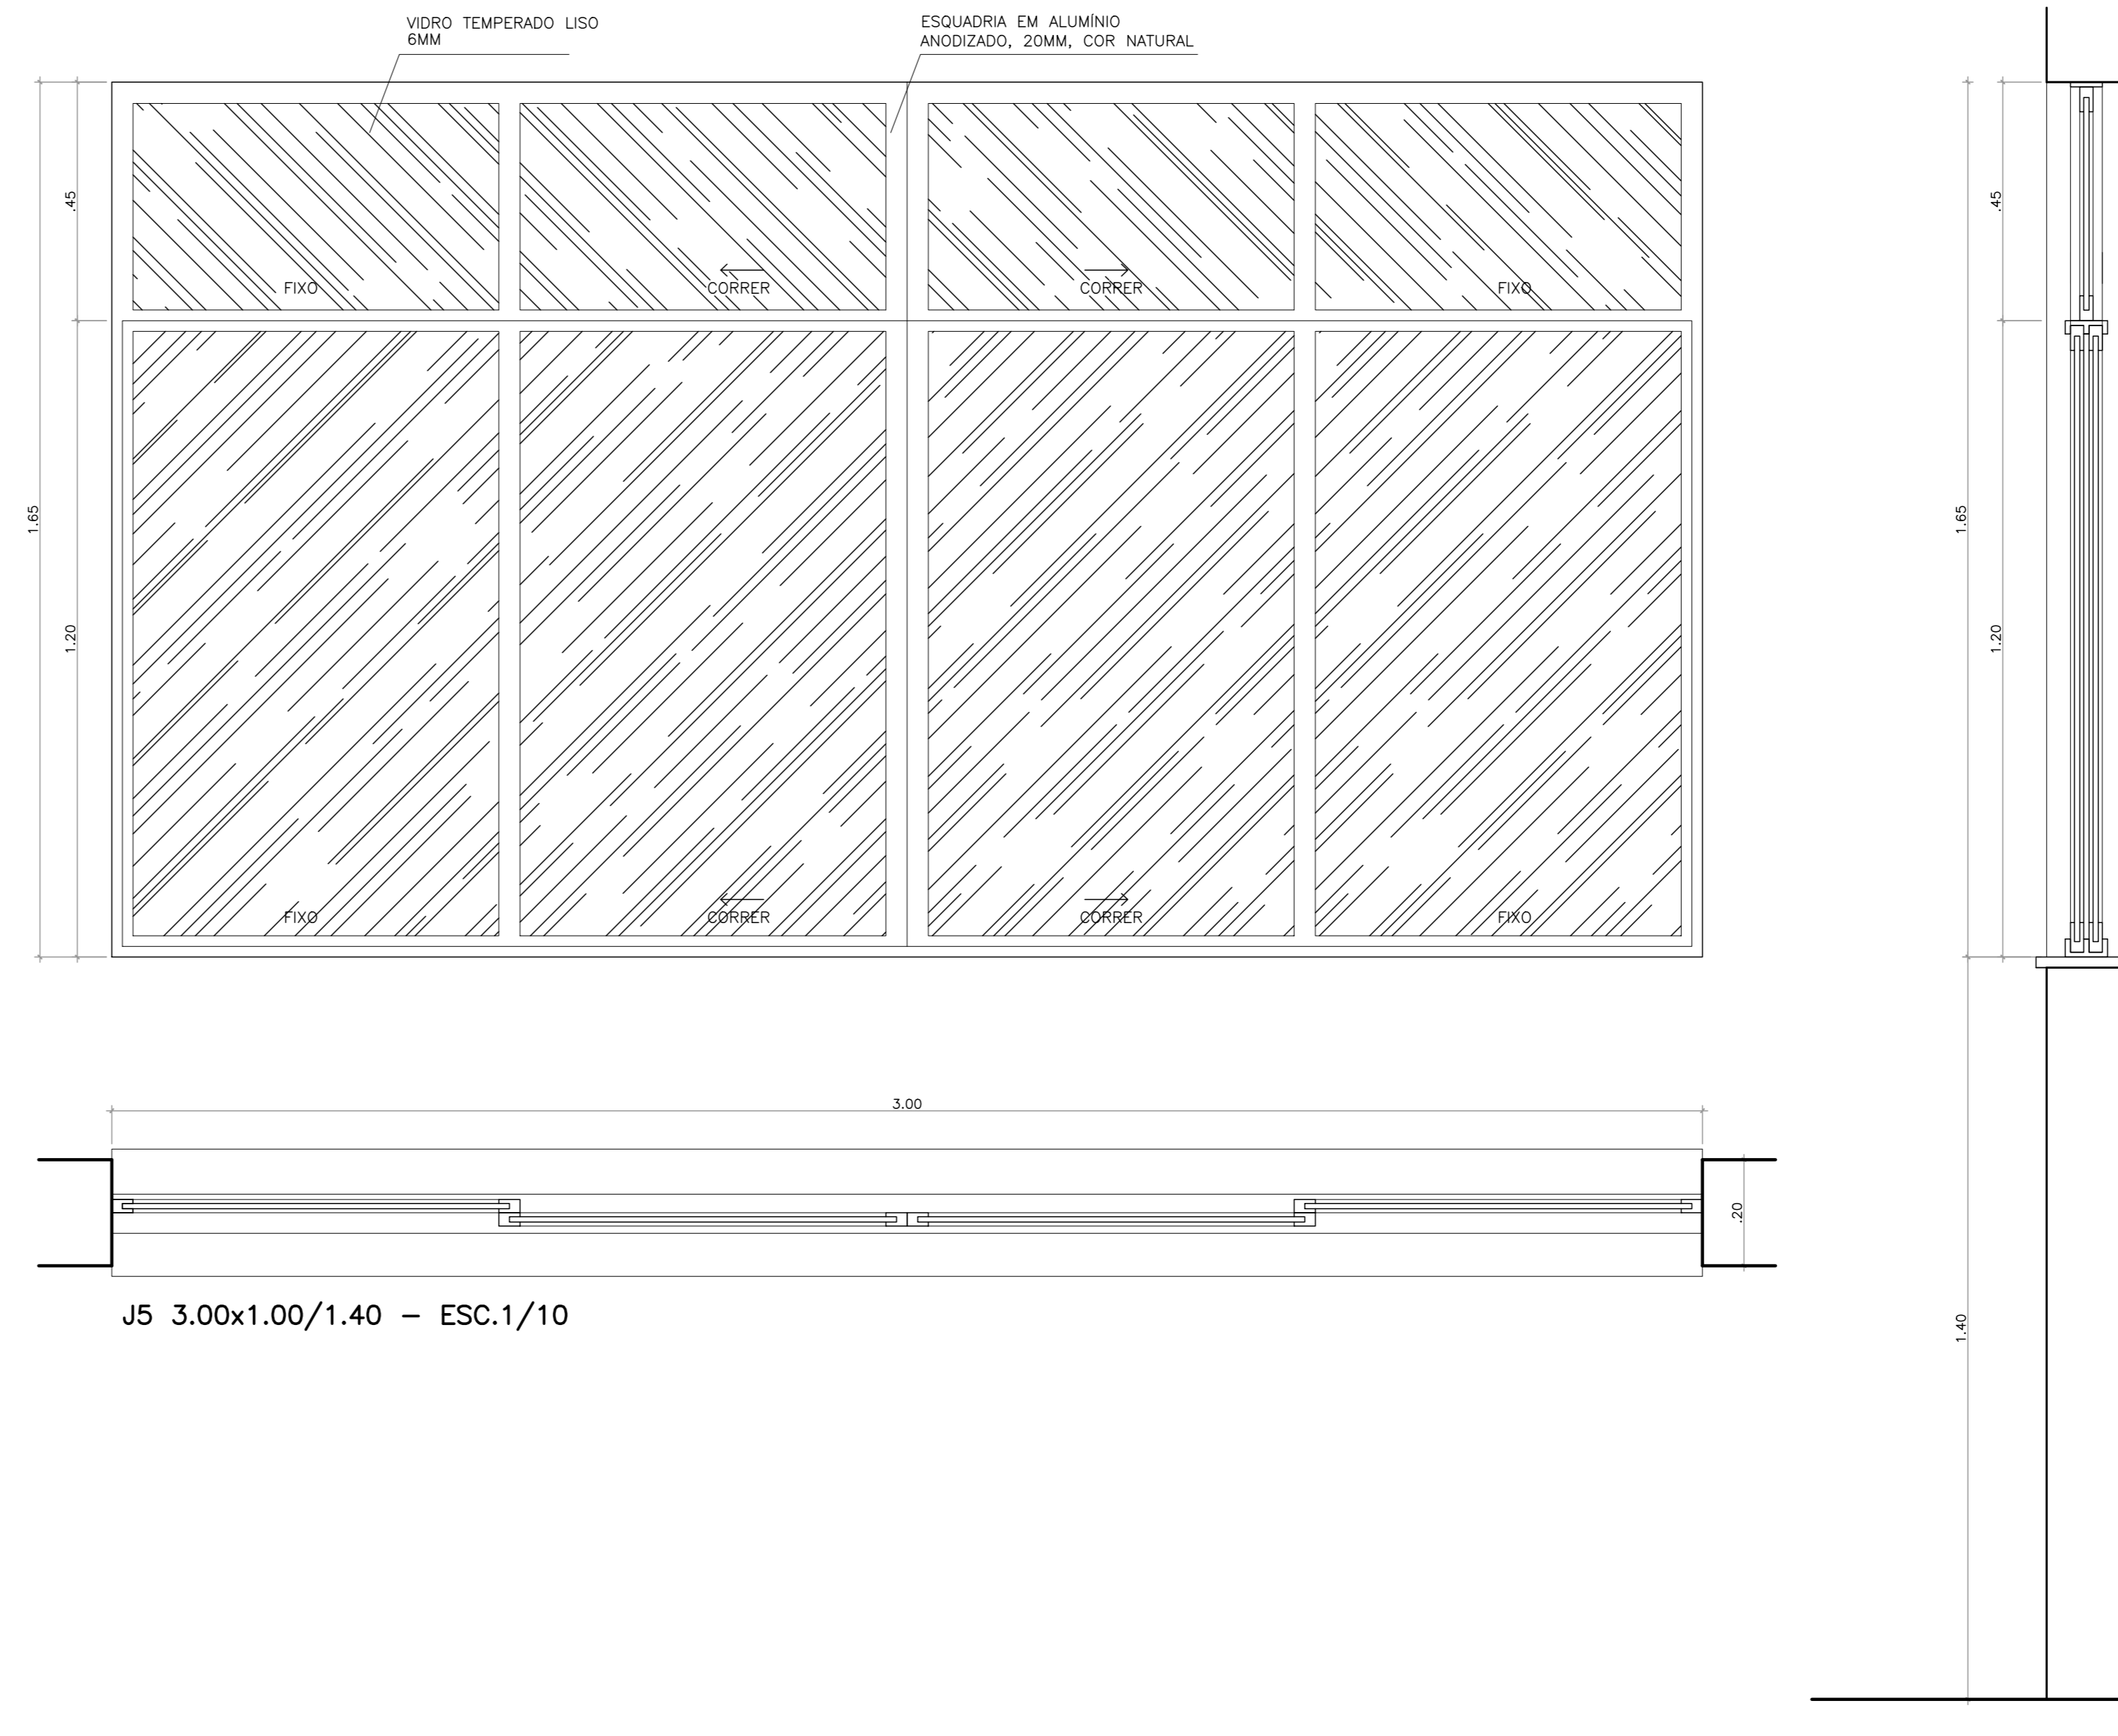 VIDRO TEMPERADO LISO
6MM
ESQUADRIA EM ALUMÍNIO
ANODIZADO, 20MM, COR NATURAL
.45
1.65
1.20
FIXO
CORRER
CORRER
FIXO
FIXO
CORRER
CORRER
FIXO
.45
1.65
1.20
3.00
.20
J5 3.00x1.00/1.40 - ESC.1/10
1.40